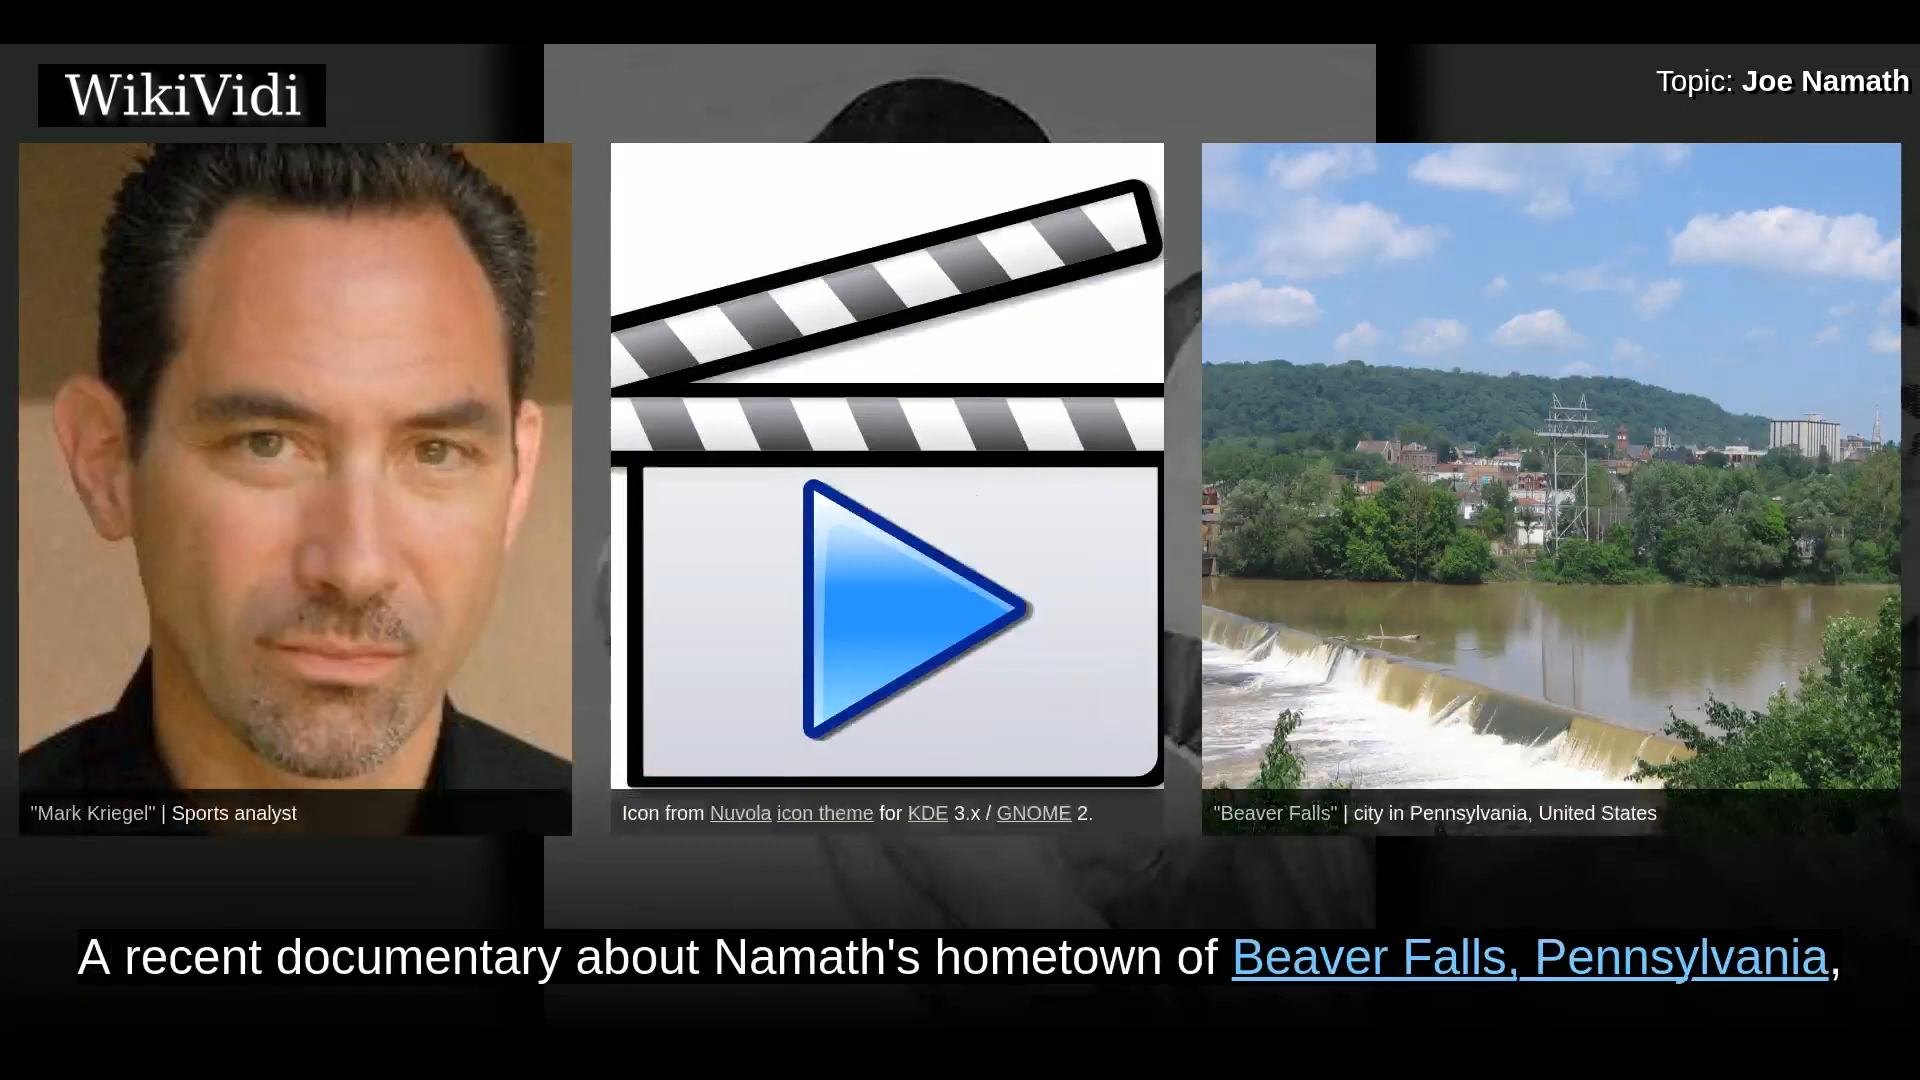 WikiVidi
Topic: Joe Namath
"Mark Kriegel" | Sports analyst
Icon from Nuvola icon theme for KDE 3.x / GNOME 2.
"Beaver Falls" | city in Pennsylvania, United States
A recent documentary about Namath's hometown of Beaver Falls, Pennsylvania,